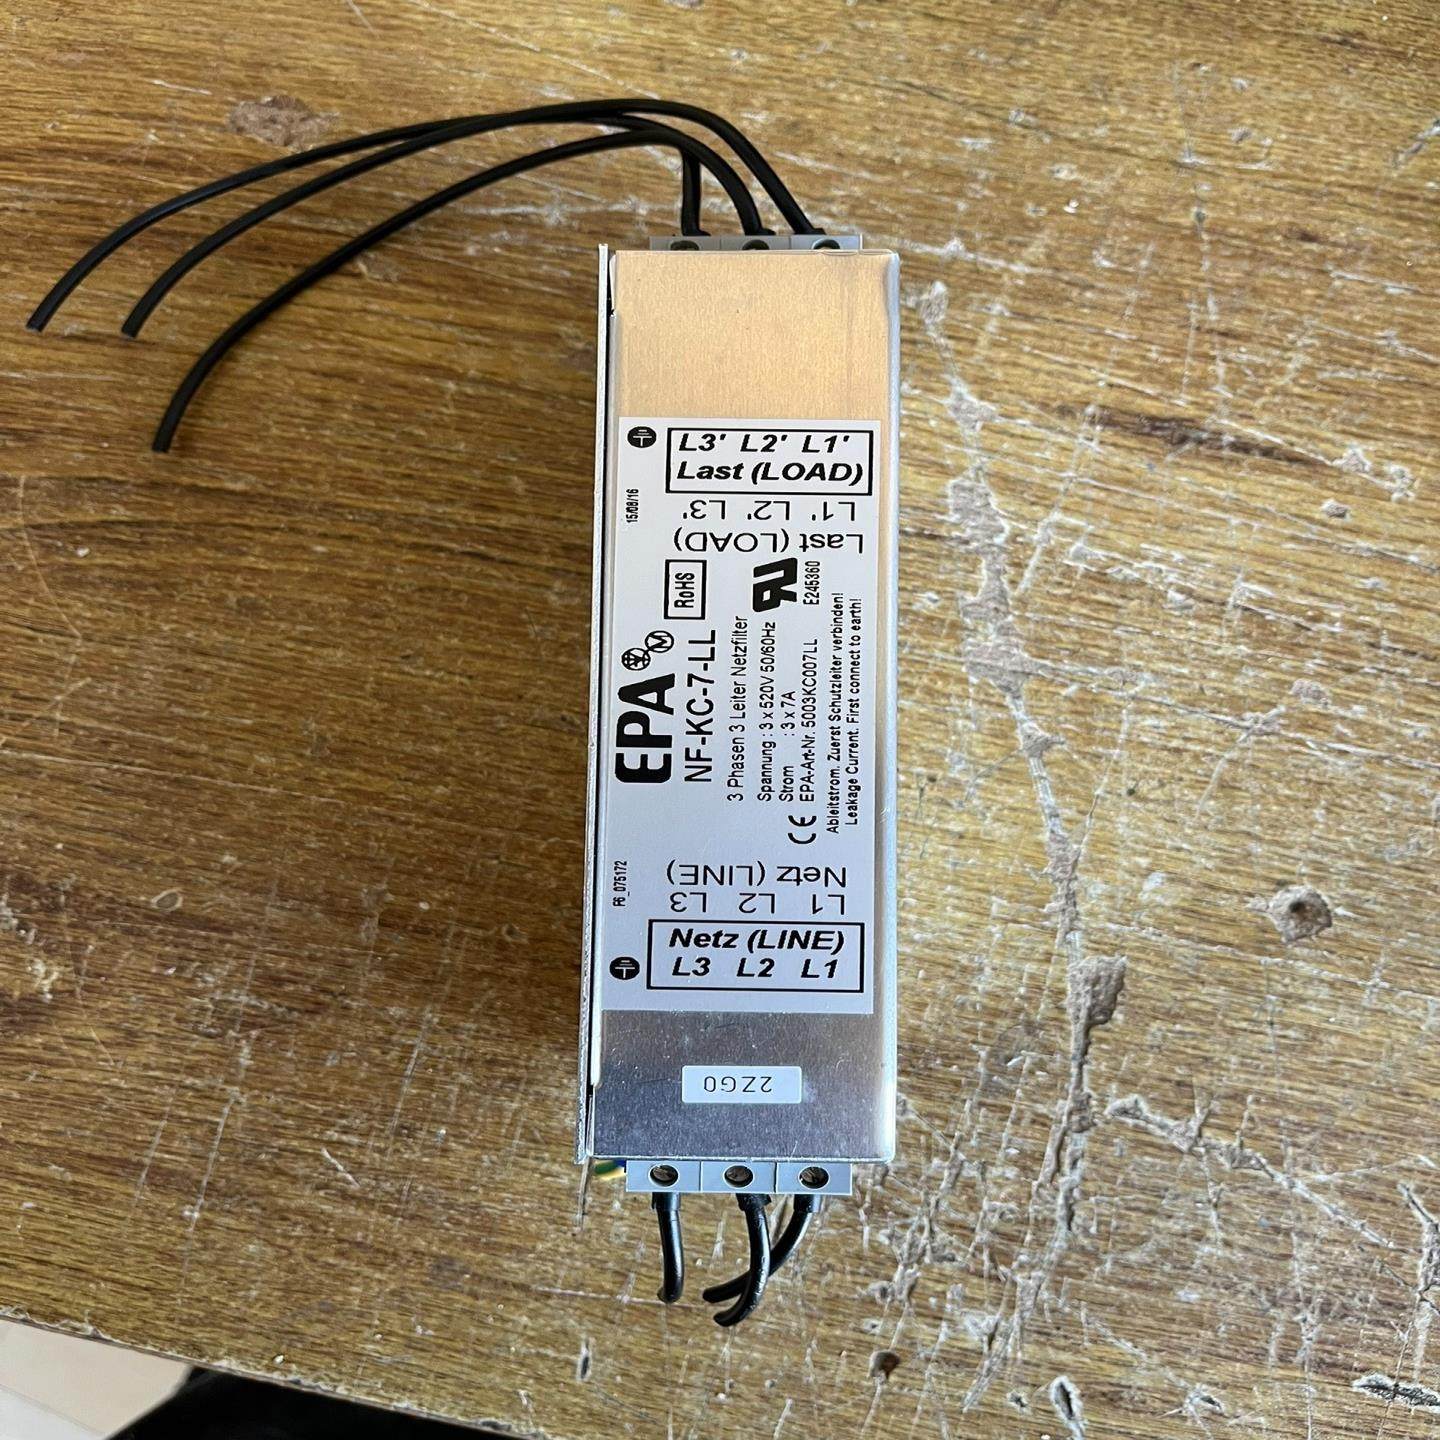 L3' L2' L1'
Last (LOAD)
L1' L2' L3'
Last (LOAD)
15/08/16
RoHS
EPA
NF-KC-7-LL
3 Phasen 3 Leiter Netzfilter
Spannung : 3 x 520V 50/60Hz
Strom : 3 x 7A
EPA-Art-Nr. 5003KC007LL
E245360
CE
Ableitstrom. Zuerst Schutzleiter verbinden!
Leakage Current. First connect to earth!
F6_075172
Netz (LINE)
L1 L2 L3
Netz (LINE)
L3 L2 L1
2ZG0